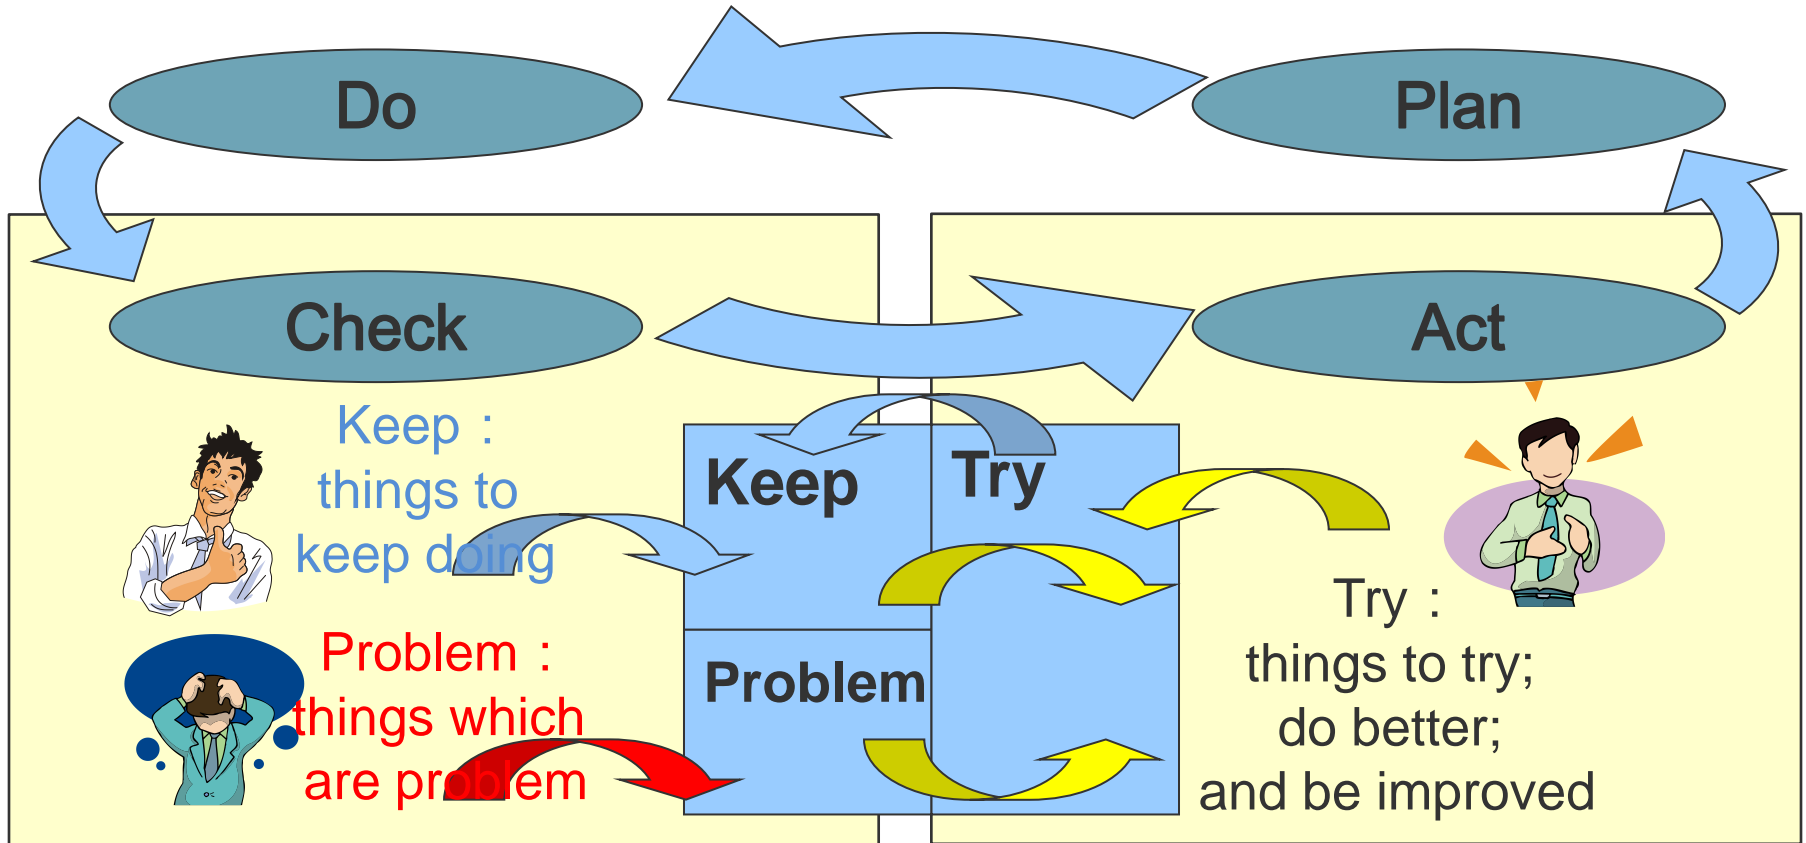 Do
Plan
Check
Act
Keep：
things to
keep doing
Problem：
things which
are problem
Keep
Try
Problem
Try：
things to try;
do better;
and be improved